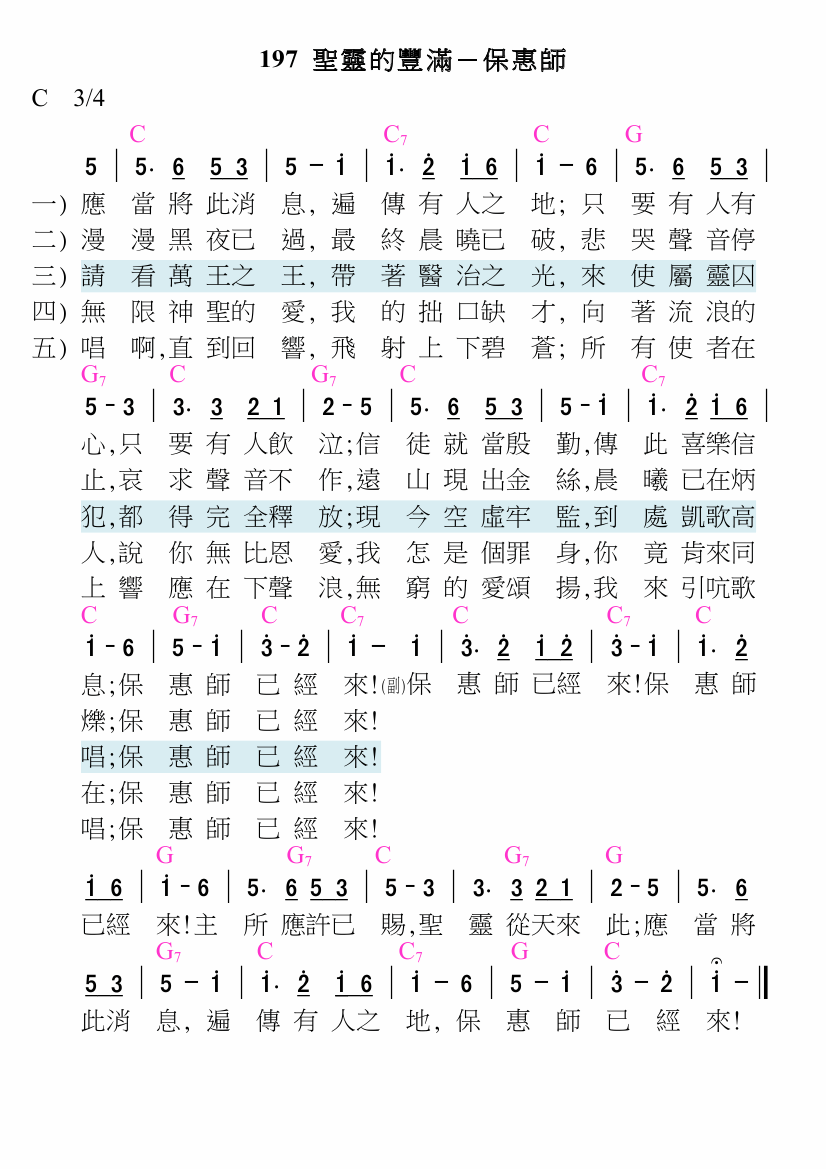 197 聖靈的豐滿－保惠師
C 3/4
C C7 C G
5 | 5. 6 5 3 | 5 – i | i. 2̇ i 6 | i – 6 | 5. 6 5 3 |
一) 應 當 將 此消 息, 遍 傳 有 人之 地; 只 要 有 人有
二) 漫 漫 黑 夜已 過, 最 終 晨 曉已 破, 悲 哭 聲 音停
三) 請 看 萬 王之 王, 帶 著 醫 治之 光, 來 使 屬 靈囚
四) 無 限 神 聖的 愛, 我 的 拙 口缺 才, 向 著 流 浪的
五) 唱 啊,直 到回 響, 飛 射 上 下碧 蒼; 所 有 使 者在
G7 C G7 C C7
5 – 3 | 3. 3 2 1 | 2 – 5 | 5. 6 5 3 | 5 – i | i. 2̇ i 6 |
心,只 要 有 人飲 泣;信 徒 就 當殷 勤,傳 此 喜樂信
止,哀 求 聲 音不 作,遠 山 現 出金 絲,晨 曦 已在炳
犯,都 得 完 全釋 放;現 今 空 虛牢 監,到 處 凱歌高
人,說 你 無 比恩 愛,我 怎 是 個罪 身,你 竟 肯來同
上 響 應 在 下聲 浪,無 窮 的 愛頌 揚,我 來 引吭歌
C G7 C C7 C C7 C
i – 6 | 5 – i | 3̇ – 2̇ | i – i | 3̇. 2̇ i 2̇ | 3̇ – i | i. 2̇
息;保 惠 師 已 經 來!(副)保 惠 師 已經 來!保 惠 師
爍;保 惠 師 已 經 來!
唱;保 惠 師 已 經 來!
在;保 惠 師 已 經 來!
唱;保 惠 師 已 經 來!
G G7 C G7 G
i 6 | i – 6 | 5. 6 5 3 | 5 – 3 | 3. 3 2 1 | 2 – 5 | 5. 6
已經 來!主 所 應許已 賜,聖 靈 從天來 此;應 當 將
G7 C C7 G C
5 3 | 5 – i | i. 2̇ i 6 | i – 6 | 5 – i | 3̇ – 2̇ | i – ‖
此消 息, 遍 傳 有 人之 地, 保 惠 師 已 經 來!